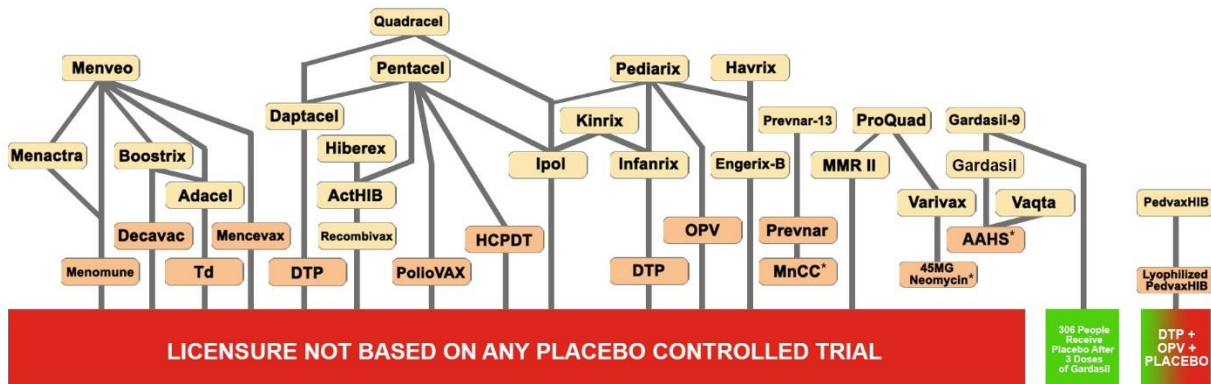 Quadracel
Menveo
Pentacel
Pediarix
Havrix
Daptacel
Kinrix
Prevnar-13
ProQuad
Gardasil-9
Menactra
Boostrix
Hiberex
Ipol
Infanrix
Engerix-B
MMR II
Gardasil
Adacel
ActHIB
Varivax
Vaqta
PedvaxHIB
Decavac
Mencevax
Recombivax
HCPDT
OPV
Prevnar
AAHS*
Menomune
Td
DTP
PolioVAX
DTP
MnCC*
45MG
Neomycin*
Lyophilized
PedvaxHIB
LICENSURE NOT BASED ON ANY PLACEBO CONTROLLED TRIAL
306 People
Receive
Placebo After
3 Doses
of Gardasil
DTP +
OPV +
PLACEBO